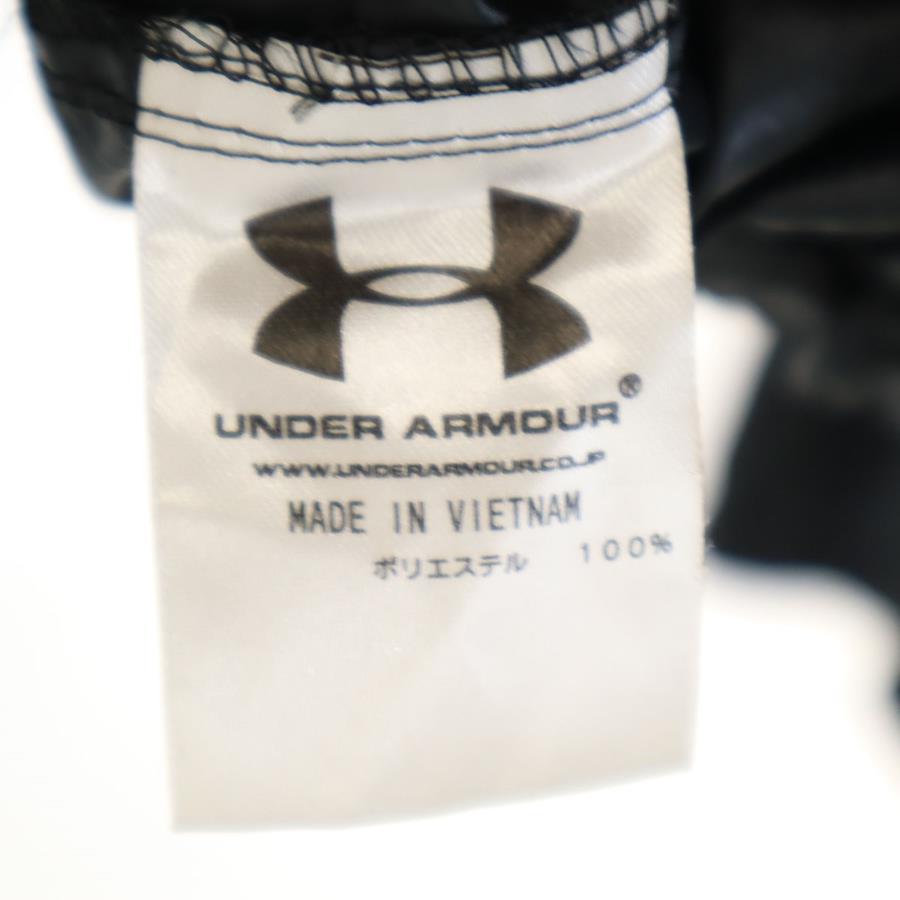 UNDER ARMOUR®
WWW.UNDERARMOUR.CO.JP
MADE IN VIETNAM
ポリエステル 100%